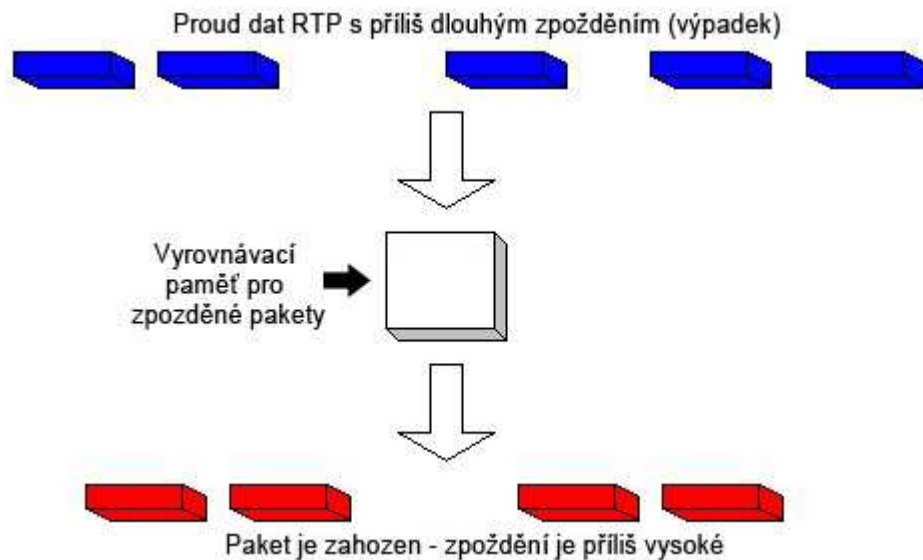 Proud dat RTP s příliš dlouhým zpožděním (výpadek)
Vyrovnávací
paměť pro
zpozděné pakety
Paket je zahozen - zpoždění je příliš vysoké